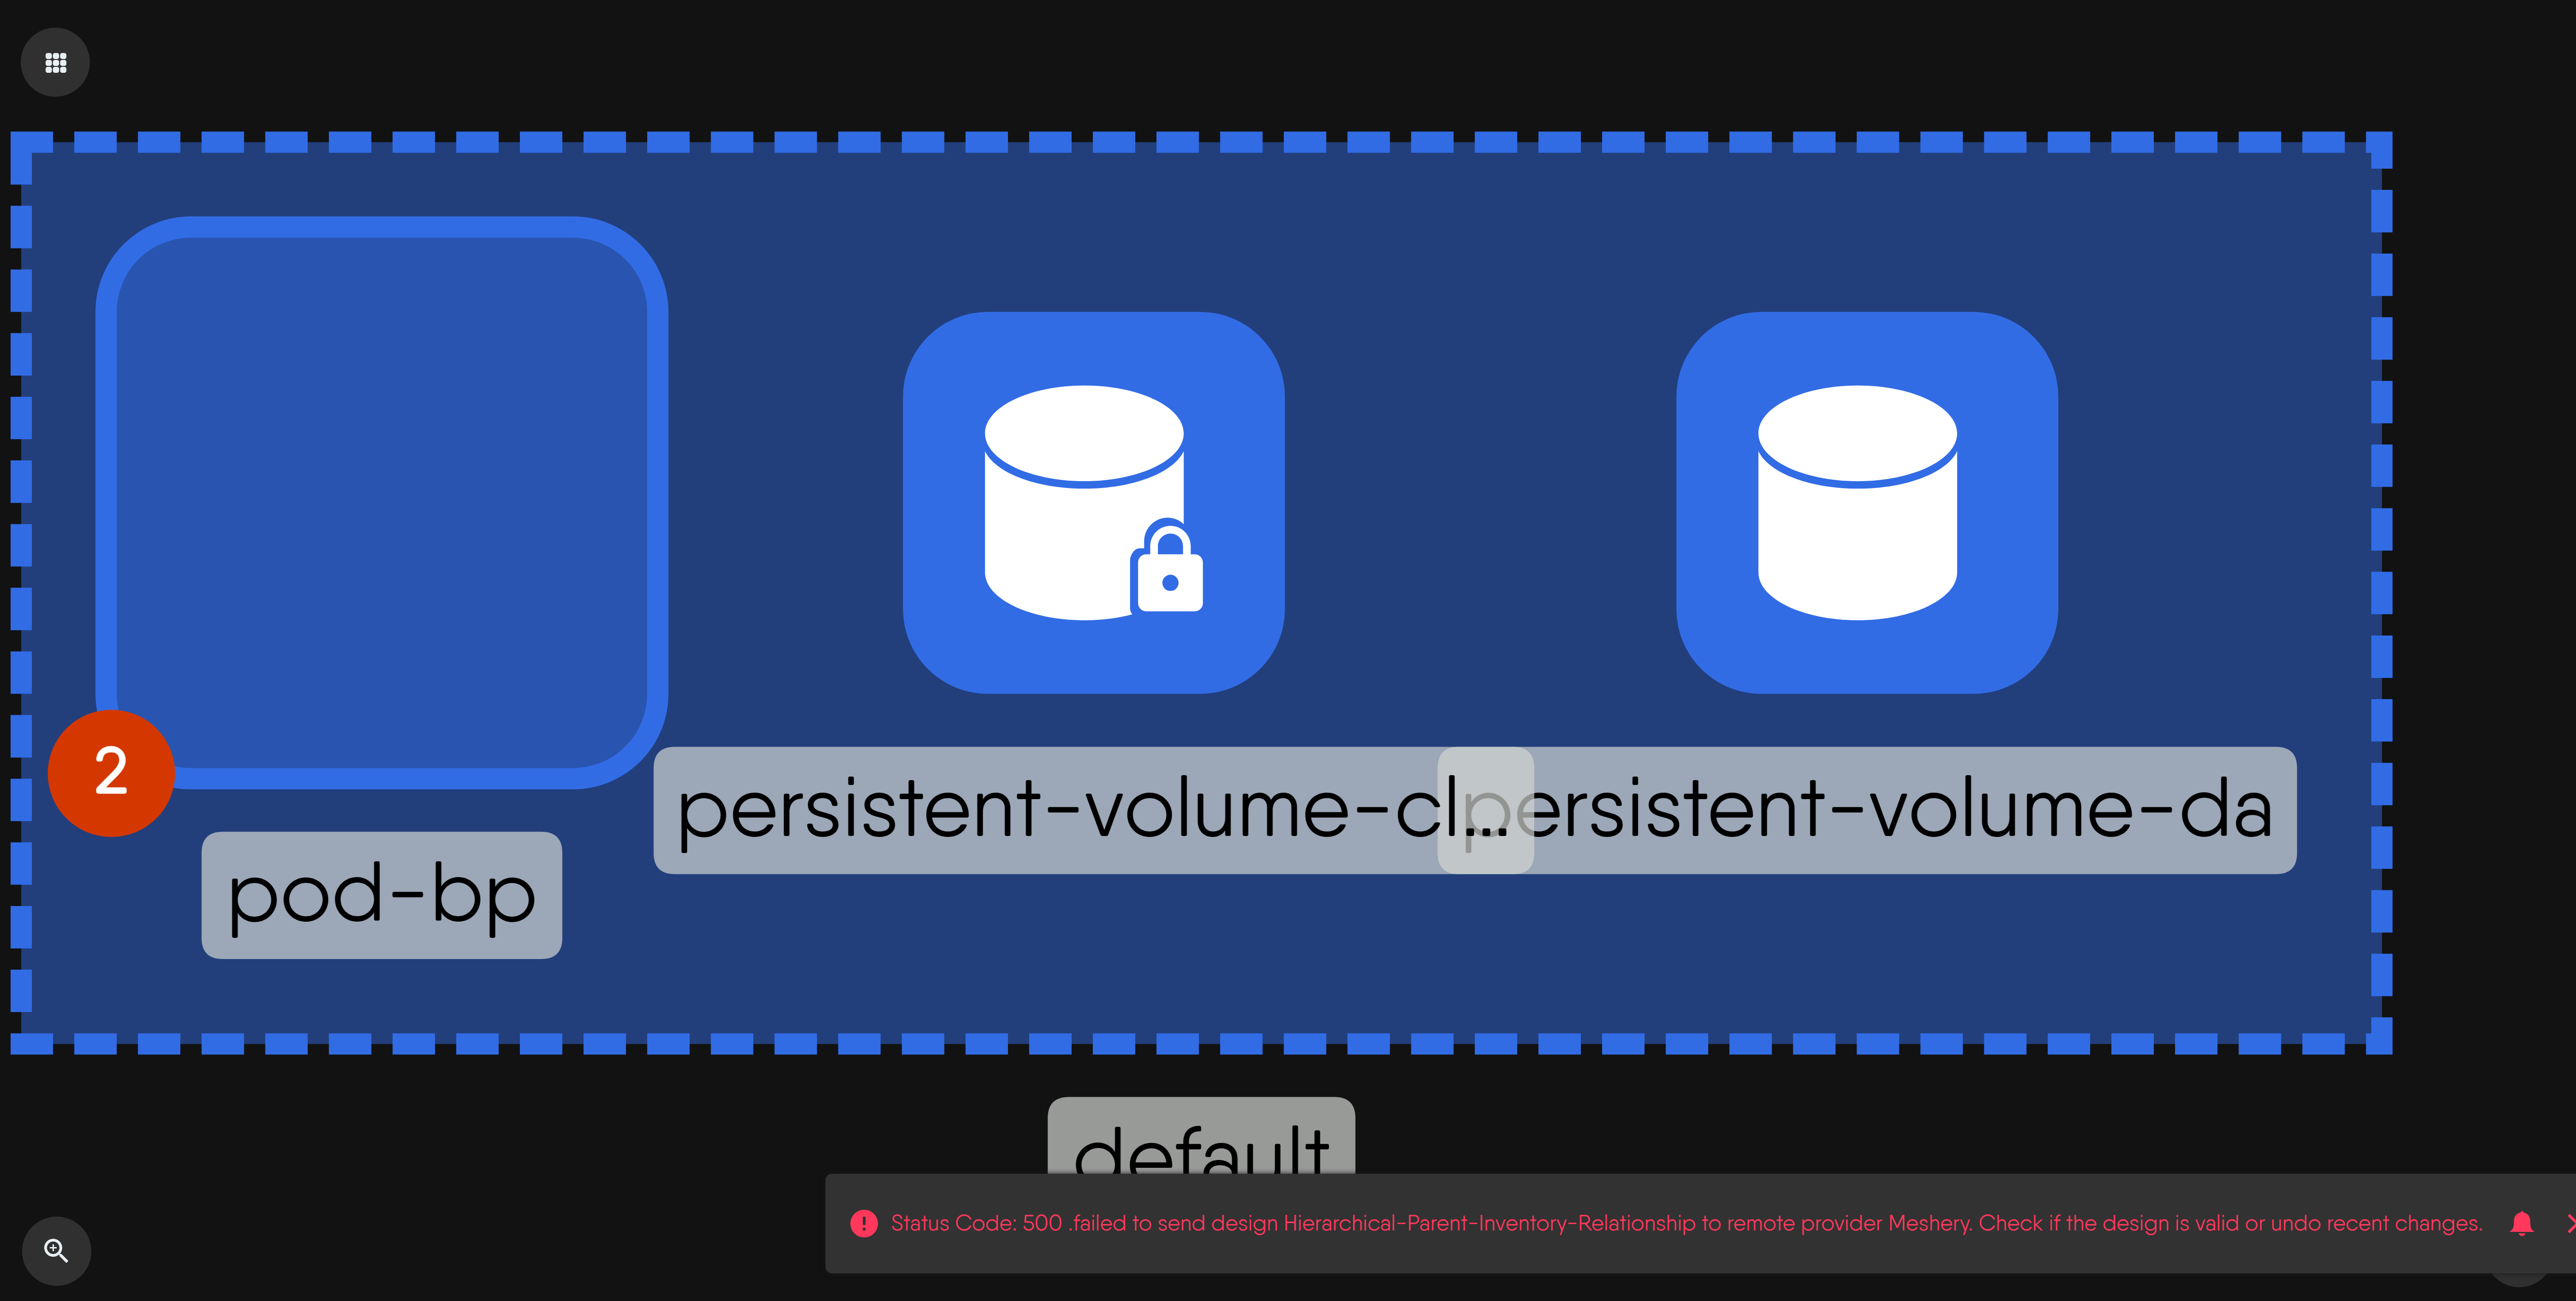 2
persistent-volume-cl...
persistent-volume-da
pod-bp
default
Status Code: 500 .failed to send design Hierarchical-Parent-Inventory-Relationship to remote provider Meshery. Check if the design is valid or undo recent changes.